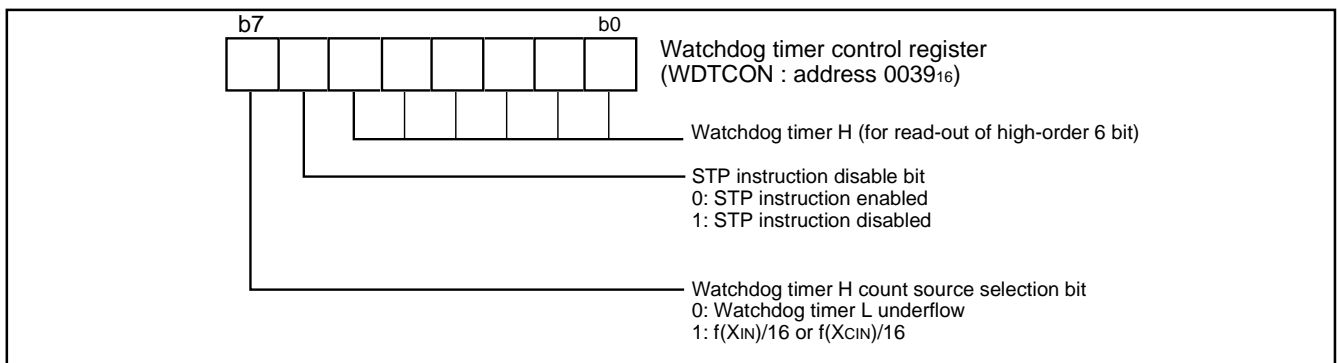 b7 b0
Watchdog timer control register
(WDTCON : address 003916)
Watchdog timer H (for read-out of high-order 6 bit)
STP instruction disable bit
0: STP instruction enabled
1: STP instruction disabled
Watchdog timer H count source selection bit
0: Watchdog timer L underflow
1: f(XIN)/16 or f(XCIN)/16